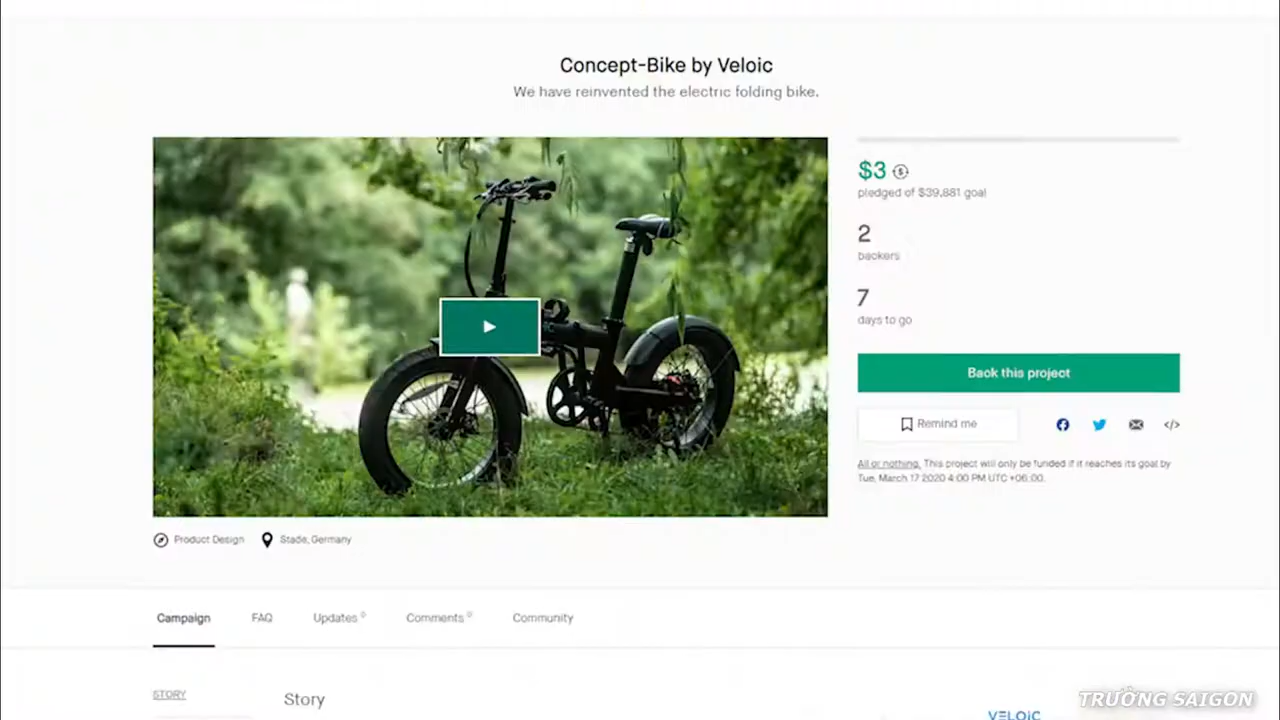 Concept-Bike by Veloic
We have reinvented the electric folding bike.
$3
pledged of $39,881 goal
2
backers
7
days to go
Back this project
Remind me
All or nothing. This project will only be funded if it reaches its goal by
Tue, March 17 2020 4:00 PM UTC +06:00.
Product Design
Stade, Germany
Campaign
FAQ
Updates 0
Comments 0
Community
STORY
Story
VELOIC
TRƯỜNG SAIGON